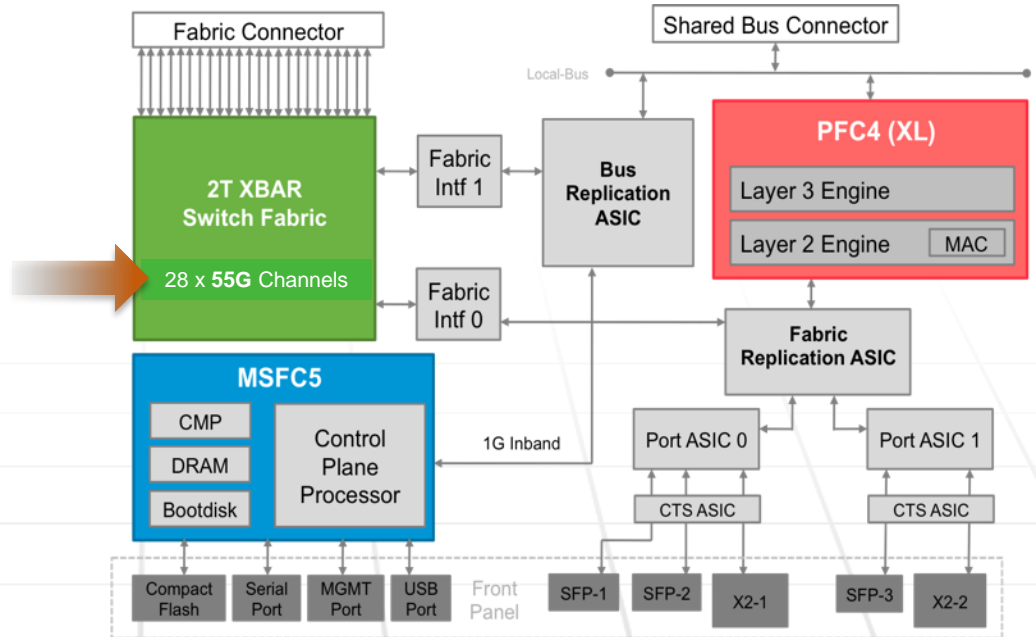 Fabric Connector
Shared Bus Connector
Local-Bus
2T XBAR
Switch Fabric
28 x 55G Channels
Fabric
Intf 1
Bus
Replication
ASIC
PFC4 (XL)
Layer 3 Engine
Layer 2 Engine
MAC
Fabric
Intf 0
Fabric
Replication ASIC
MSFC5
CMP
DRAM
Bootdisk
Control
Plane
Processor
1G Inband
Port ASIC 0
Port ASIC 1
CTS ASIC
CTS ASIC
Compact
Flash
Serial
Port
MGMT
Port
USB
Port
Front
Panel
SFP-1
SFP-2
X2-1
SFP-3
X2-2